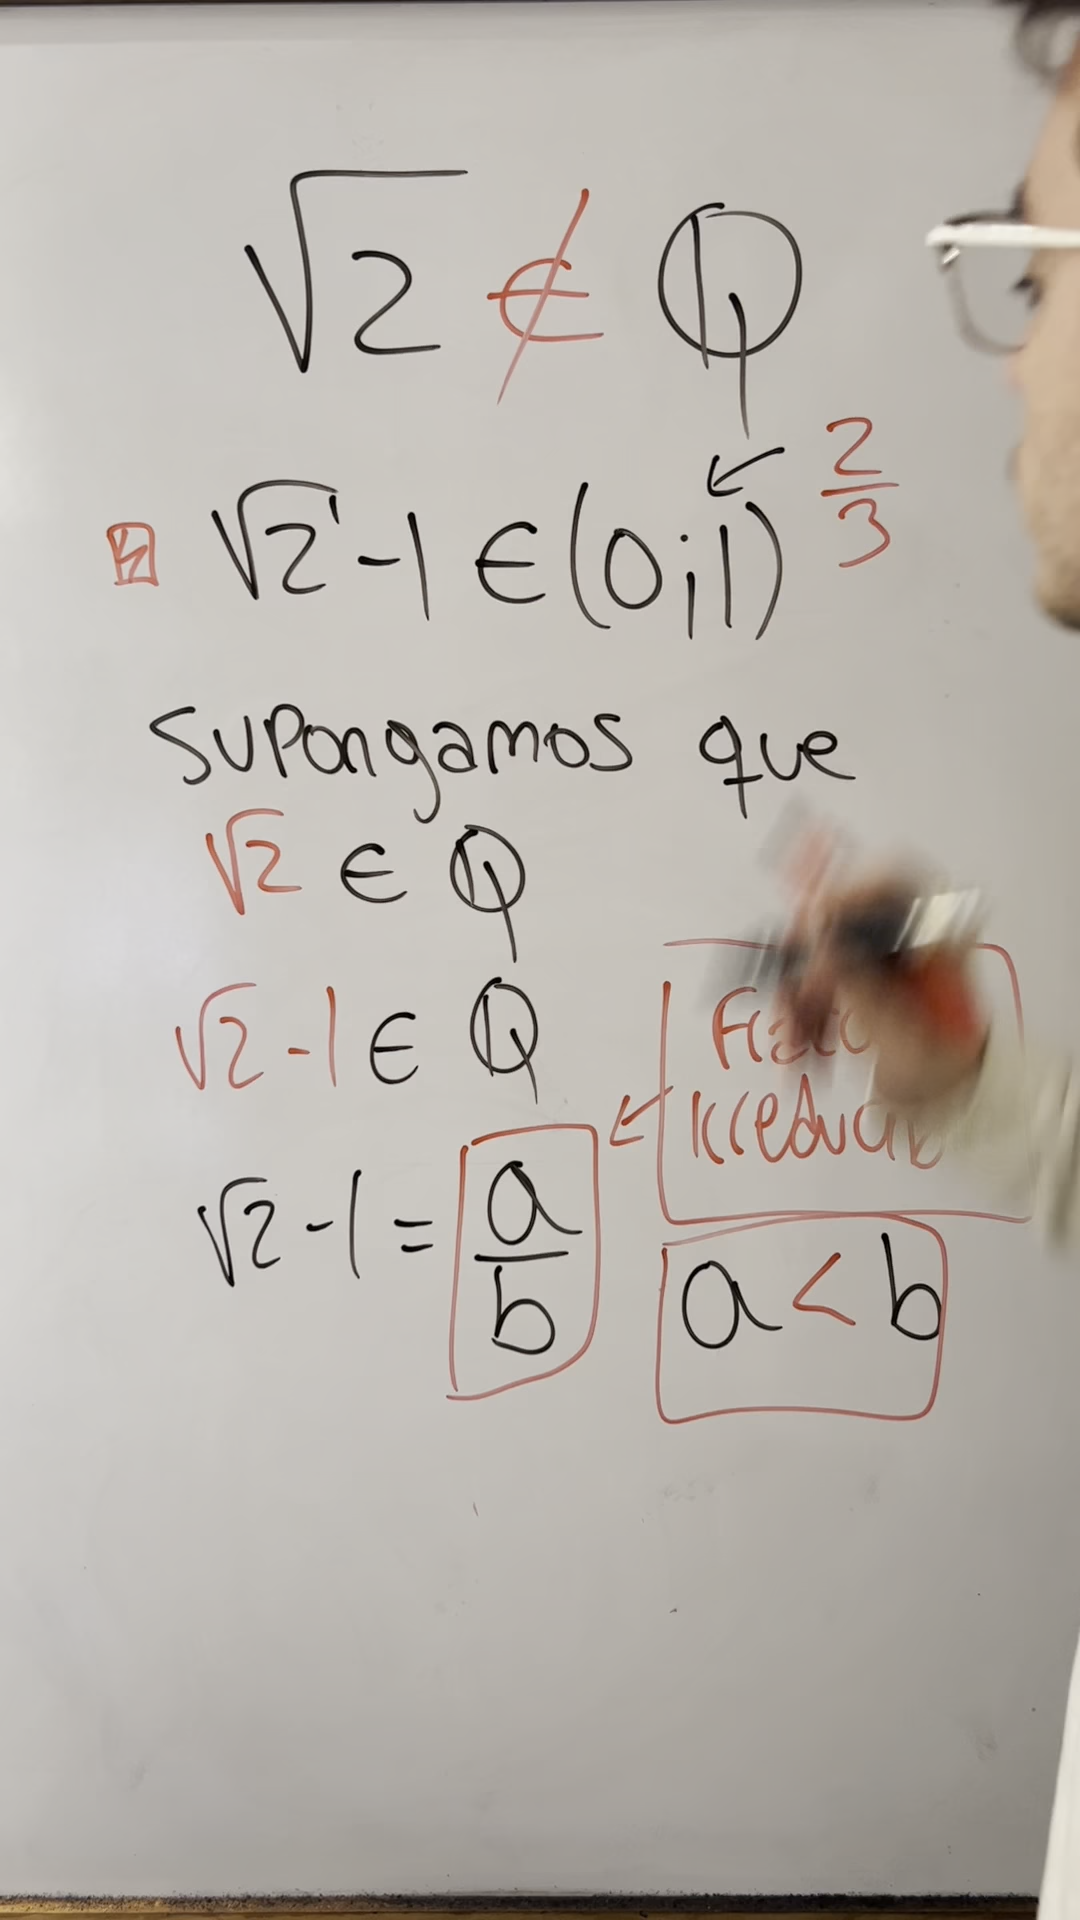 √2 ∉ ℚ
√2 - 1 ∈ (0;1) 2/3
Supongamos que
√2 ∈ ℚ
√2 - 1 ∈ ℚ
√2 - 1 = a/b
a < b